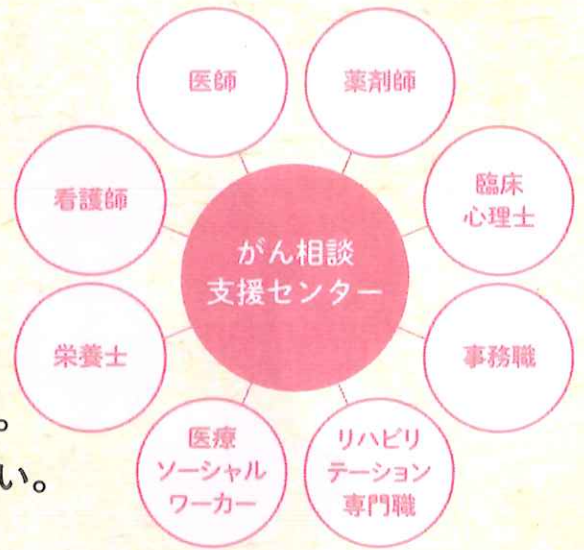 医師
薬剤師
看護師
臨床
心理士
がん相談
支援センター
栄養士
事務職
医療
ソーシャル
ワーカー
リハビリ
テーション
専門職
。
い。